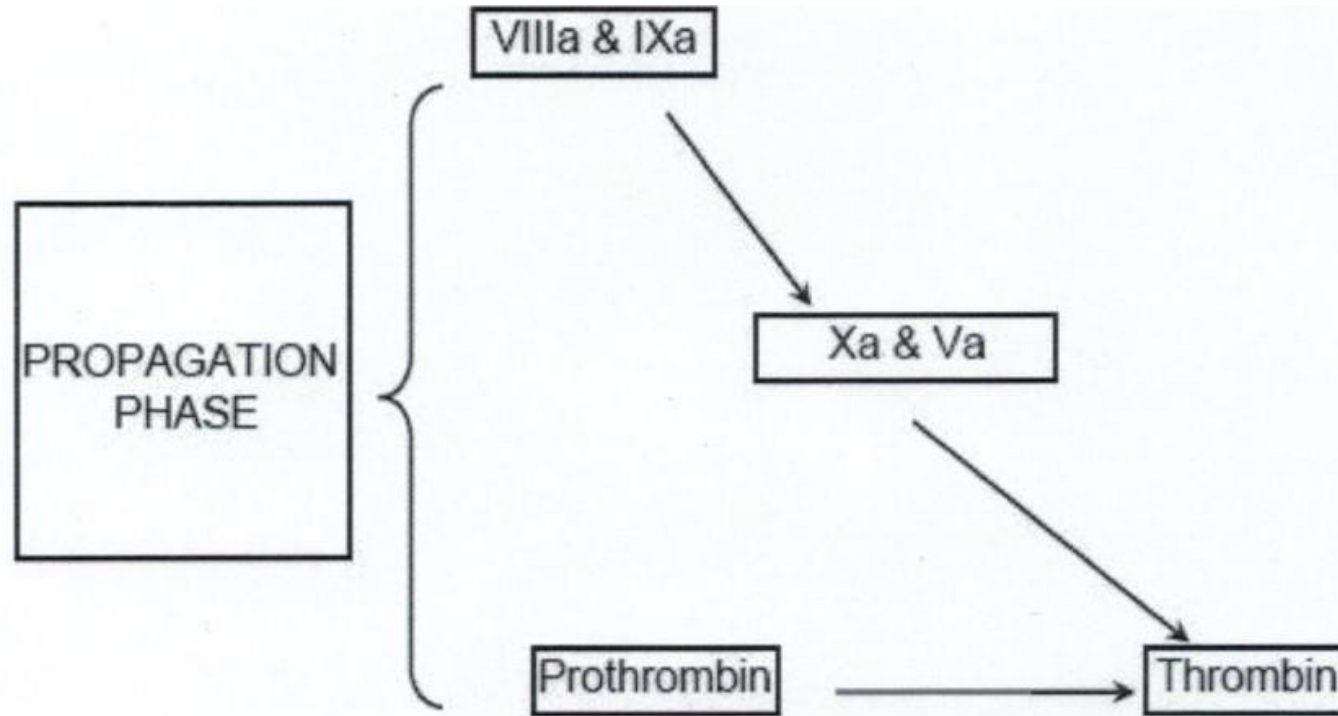 VIIIa & IXa
Xa & Va
PROPAGATION
PHASE
Prothrombin
Thrombin